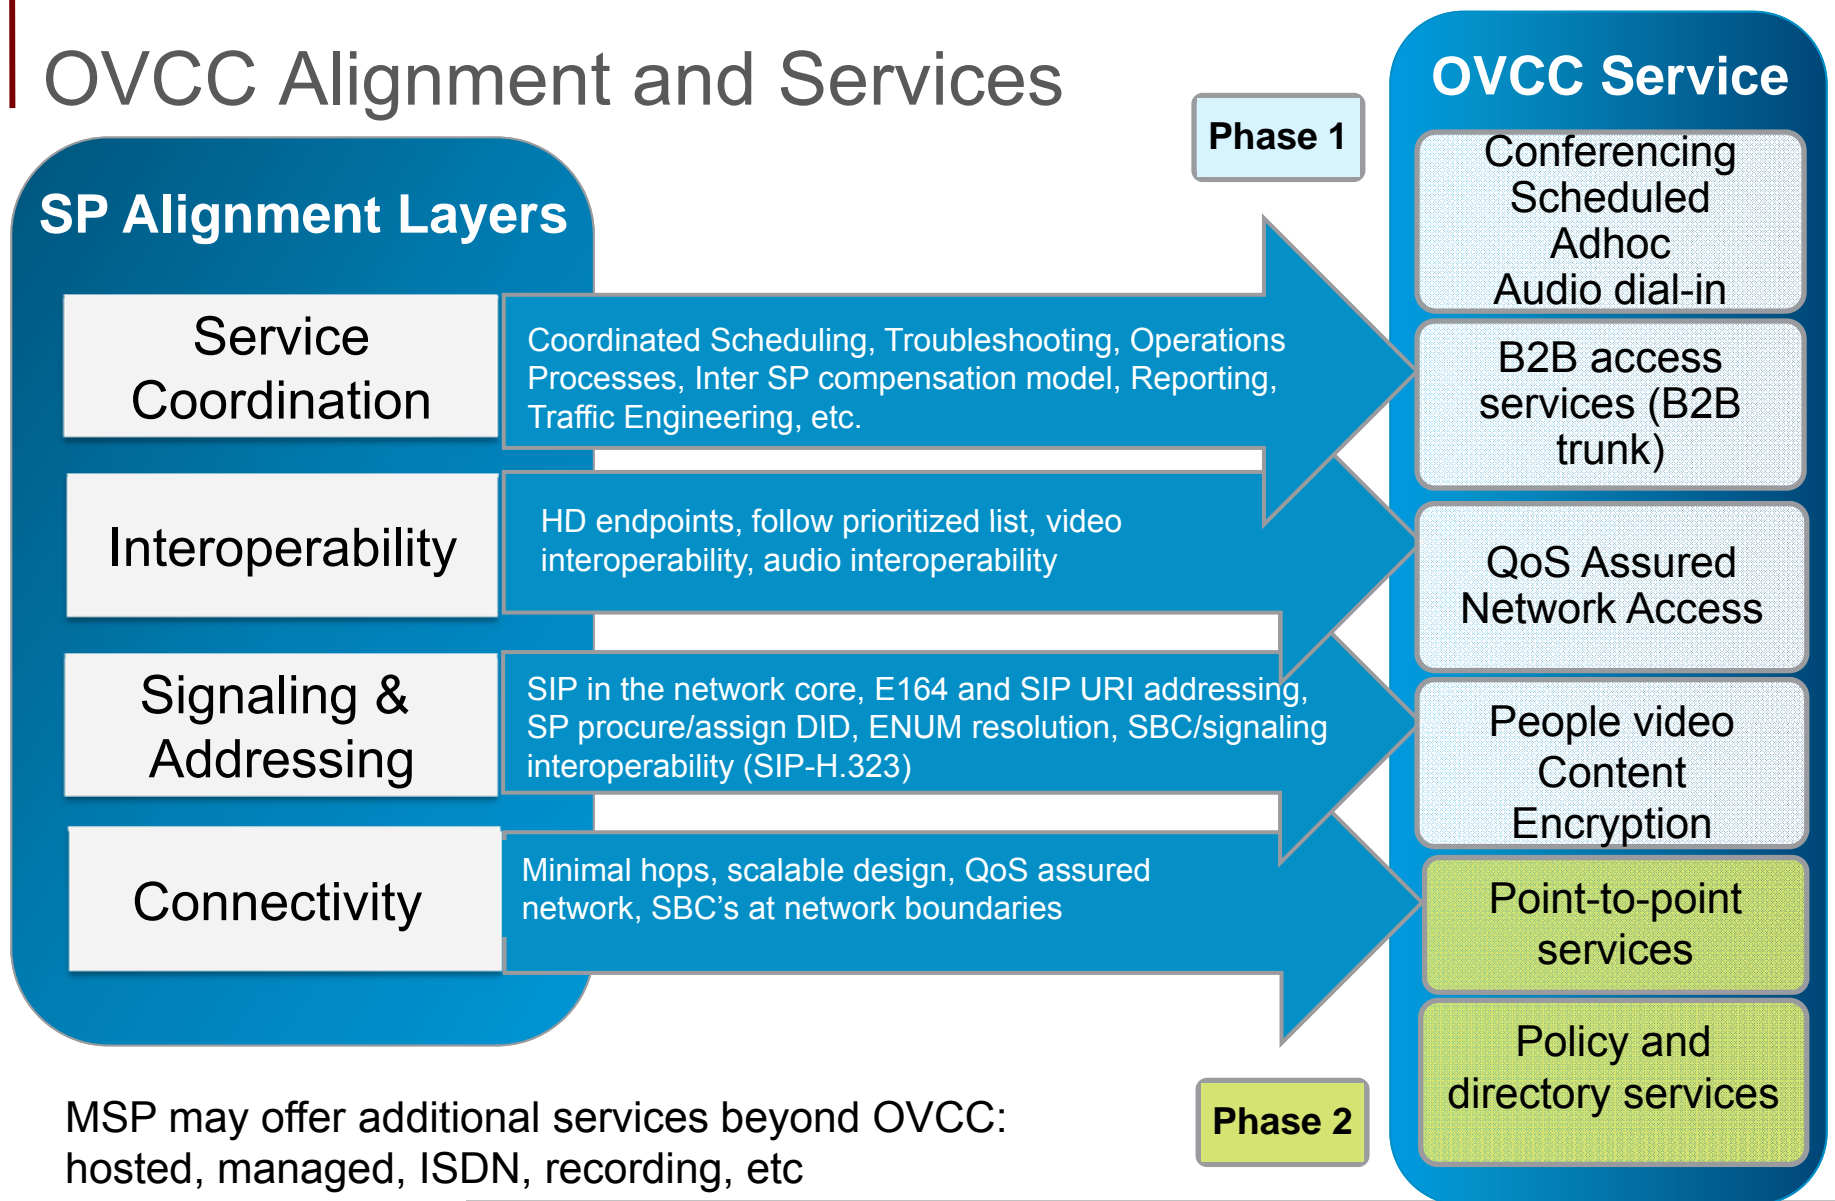 OVCC Alignment and Services
SP Alignment Layers
Service
Coordination
Coordinated Scheduling, Troubleshooting, Operations
Processes, Inter SP compensation model, Reporting,
Traffic Engineering, etc.
Interoperability
HD endpoints, follow prioritized list, video
interoperability, audio interoperability
Signaling &
Addressing
SIP in the network core, E164 and SIP URI addressing,
SP procure/assign DID, ENUM resolution, SBC/signaling
interoperability (SIP-H.323)
Connectivity
Minimal hops, scalable design, QoS assured
network, SBC's at network boundaries
MSP may offer additional services beyond OVCC:
hosted, managed, ISDN, recording, etc
Phase 1
Phase 2
OVCC Service
Conferencing
Scheduled
Adhoc
Audio dial-in
B2B access
services (B2B
trunk)
QoS Assured
Network Access
People video
Content
Encryption
Point-to-point
services
Policy and
directory services